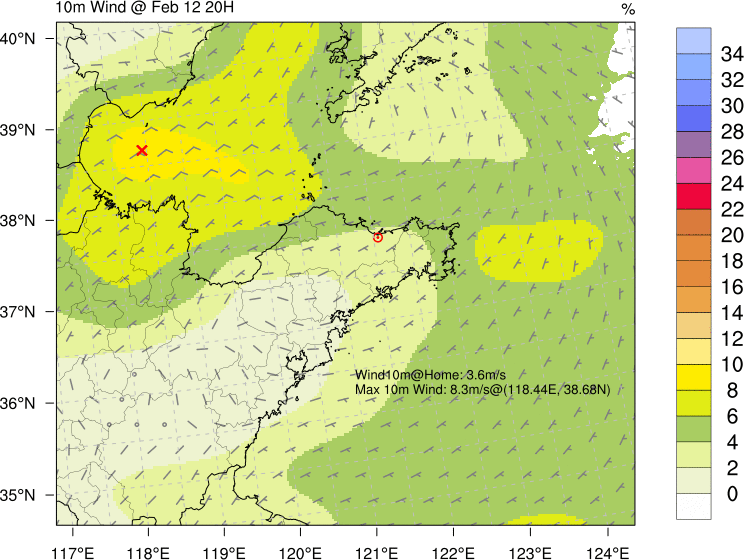 10m Wind @ Feb 12 20H
%
40°N
39°N
38°N
37°N
36°N
35°N
117°E
118°E
119°E
120°E
121°E
122°E
123°E
124°E
Wind10m@Home: 3.6m/s
Max 10m Wind: 8.3m/s@(118.44E, 38.68N)
34
32
30
28
26
24
22
20
18
16
14
12
10
8
6
4
2
0